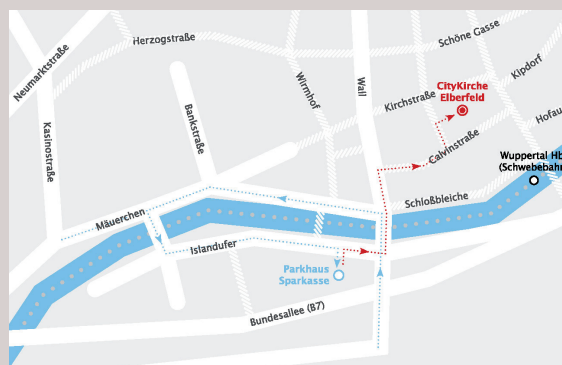 Herzogstraße
Schöne Gasse
Neumarktstraße
Wirmhof
Wall
CityKirche
Elberfeld
Kipdorf
Kirchstraße
Bankstraße
Kasinostraße
Calvinstraße
Hofau
Wuppertal Hb
(Schwebebah
Schloßbleiche
Mäuerchen
Islandufer
Parkhaus
Sparkasse
Bundesallee (B7)